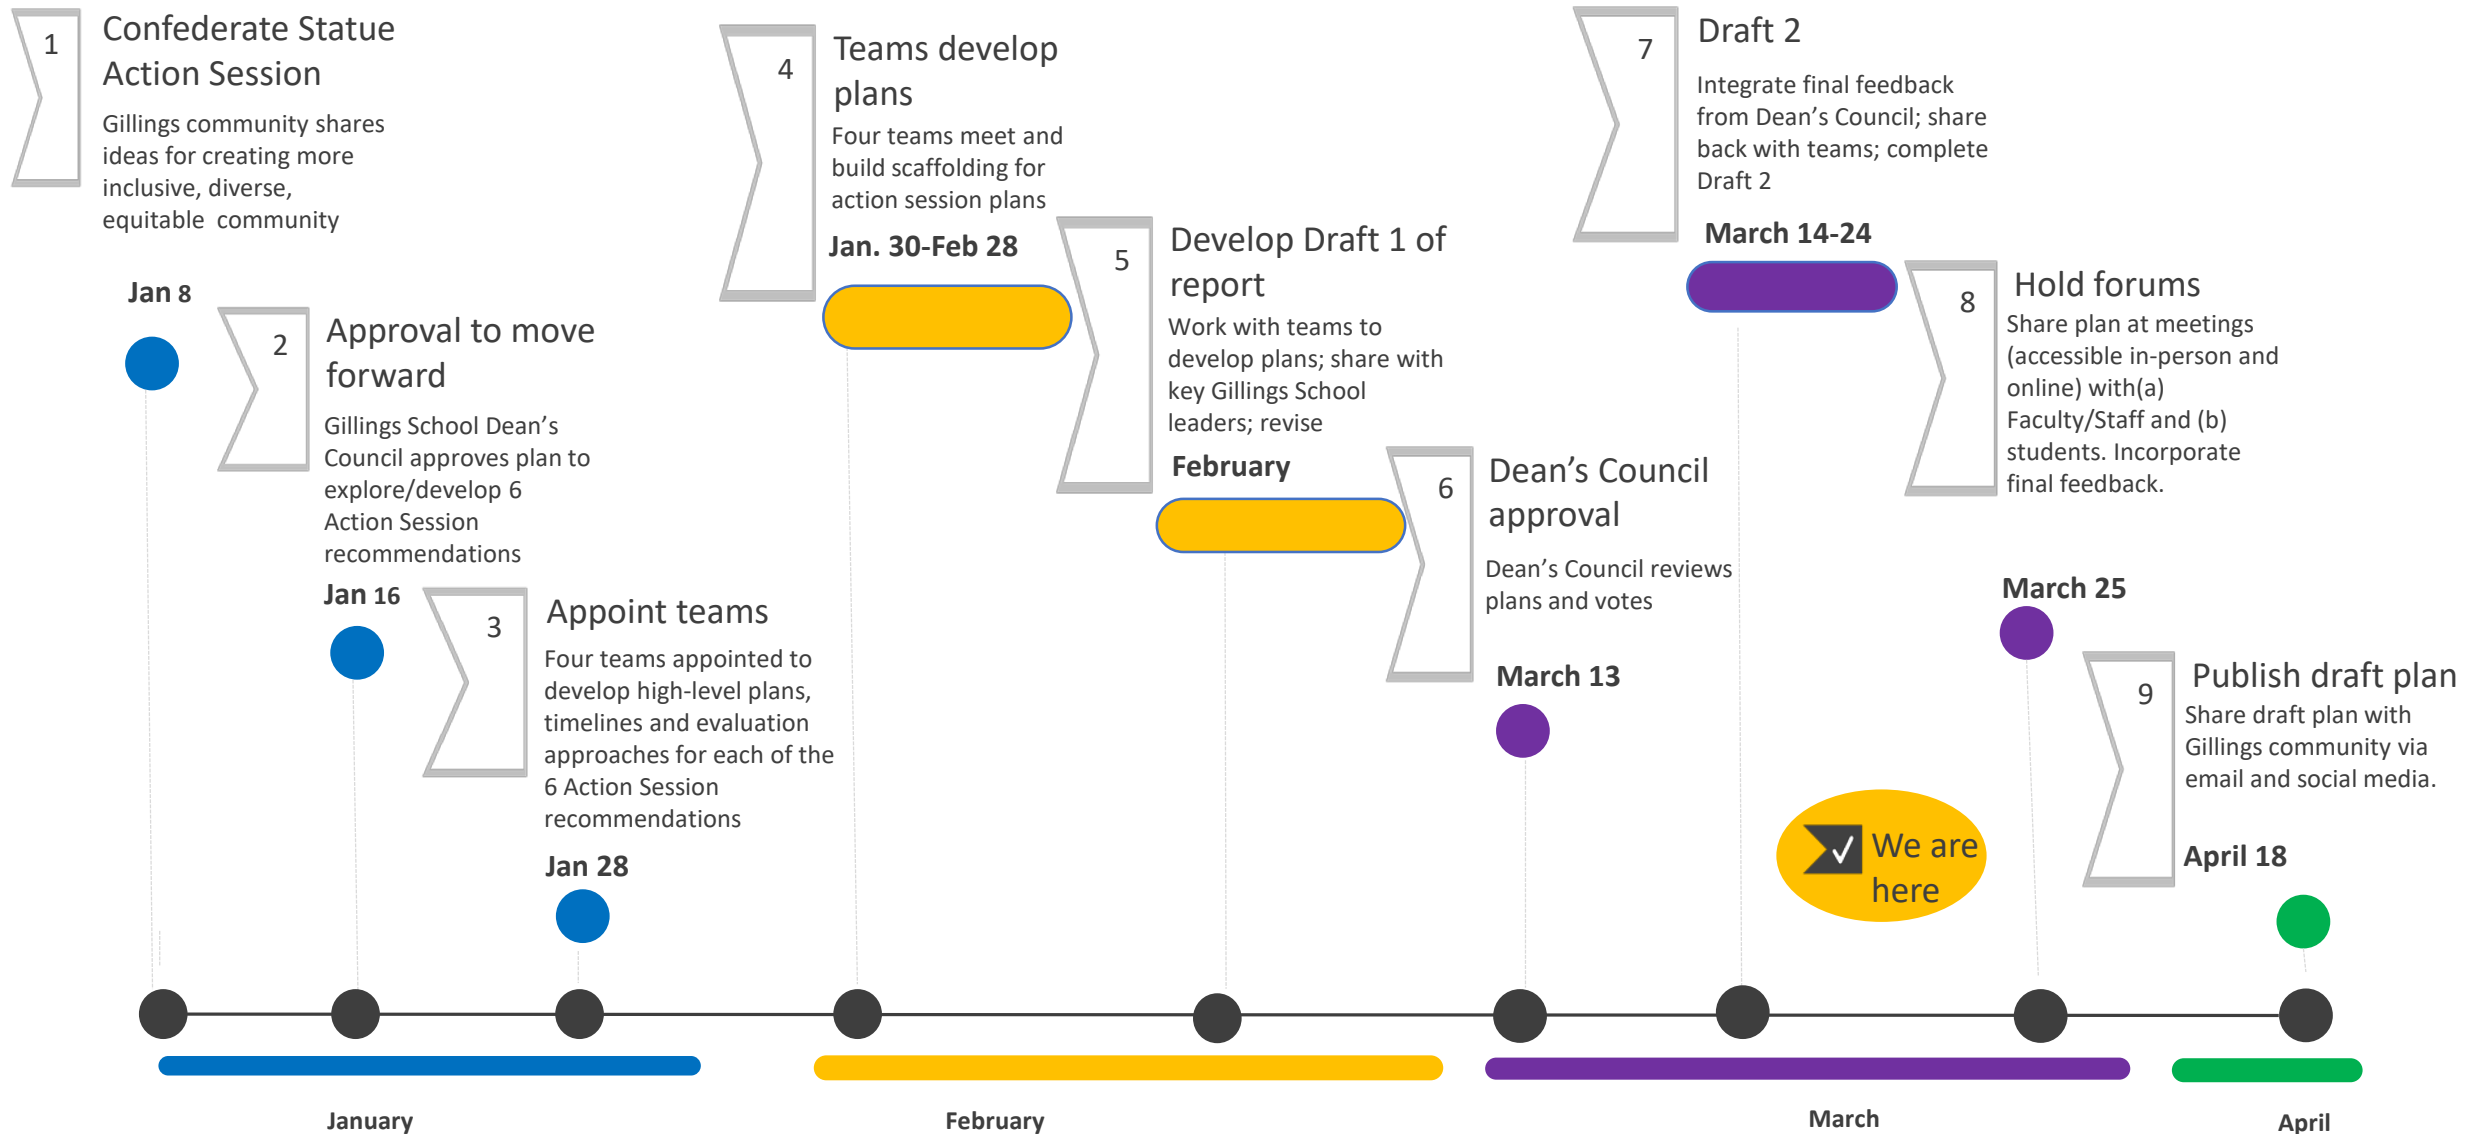 1
Confederate Statue
Action Session
Gillings community shares
ideas for creating more
inclusive, diverse,
equitable  community
Jan 8
2
Approval to move
forward
Gillings School Dean’s
Council approves plan to
explore/develop 6
Action Session
recommendations
Jan 16
3
Appoint teams
Four teams appointed to
develop high-level plans,
timelines and evaluation
approaches for each of the
6 Action Session
recommendations
Jan 28
4
Teams develop
plans
Four teams meet and
build scaffolding for
action session plans
Jan. 30-Feb 28
5
Develop Draft 1 of
report
Work with teams to
develop plans; share with
key Gillings School
leaders; revise
February
6
Dean’s Council
approval
Dean’s Council reviews
plans and votes
March 13
7
Draft 2
Integrate final feedback
from Dean’s Council; share
back with teams; complete
Draft 2
March 14-24
8
Hold forums
Share plan at meetings
(accessible in-person and
online) with(a)
Faculty/Staff and (b)
students. Incorporate
final feedback.
March 25
9
Publish draft plan
Share draft plan with
Gillings community via
email and social media.
April 18
We are
here
January
February
March
April